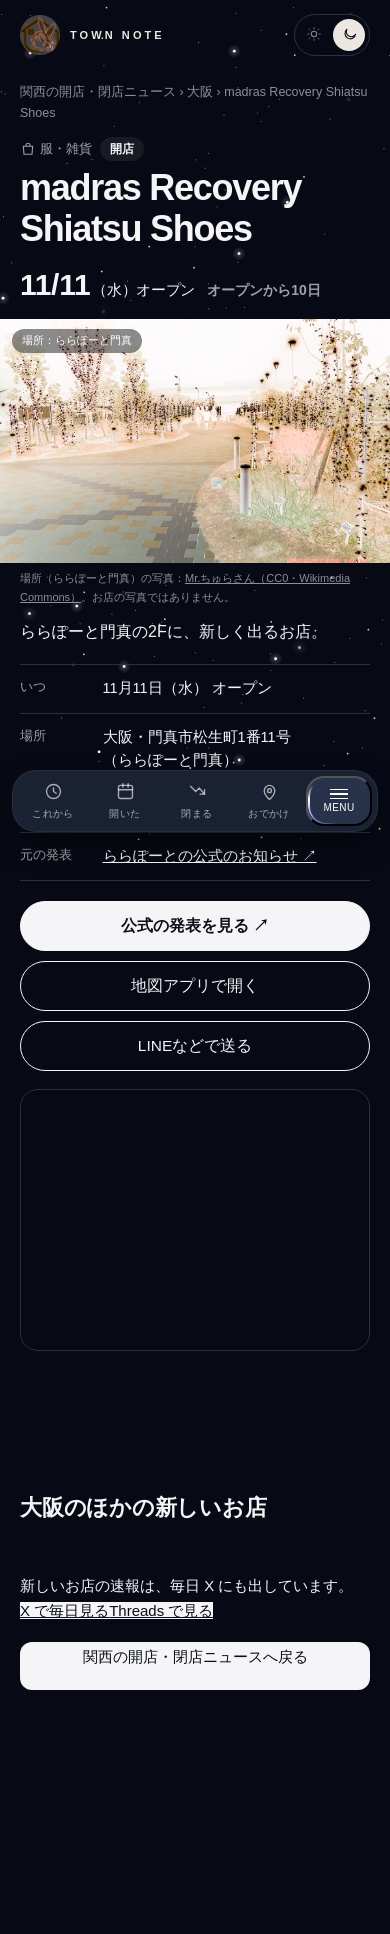 TOWN NOTE
関西の開店・閉店ニュース › 大阪 › madras Recovery Shiatsu
Shoes
服・雑貨 開店
madras Recovery
Shiatsu Shoes
11/11（水）オープン オープンから10日
場所：ららぽーと門真
場所（ららぽーと門真）の写真：Mr.ちゅらさん（CC0・Wikimedia
Commons）。お店の写真ではありません。
ららぽーと門真の2Fに、新しく出るお店。
いつ 11月11日（水） オープン
場所 大阪・門真市松生町1番11号
（ららぽーと門真）
これから 開いた 閉まる おでかけ MENU
元の発表 ららぽーとの公式のお知らせ ↗
公式の発表を見る ↗
地図アプリで開く
LINEなどで送る
大阪のほかの新しいお店
新しいお店の速報は、毎日 X にも出しています。
X で毎日見るThreads で見る
関西の開店・閉店ニュースへ戻る